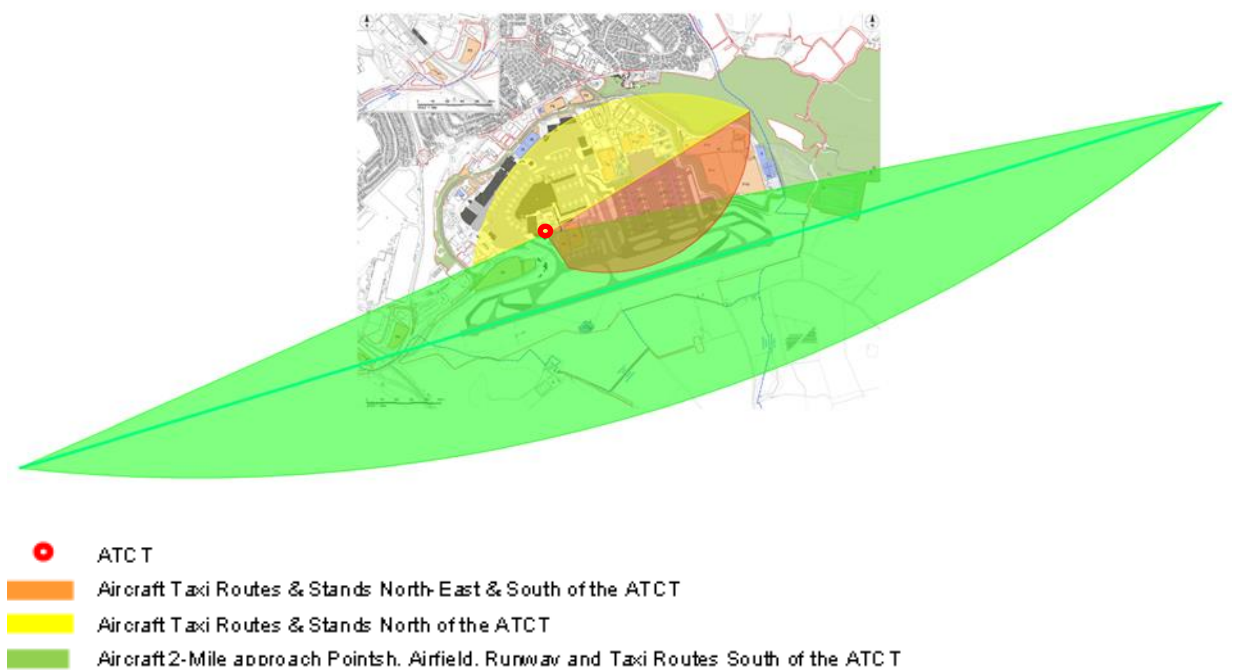 ATCT
Aircraft Taxi Routes & Stands North-East & South of the ATCT
Aircraft Taxi Routes & Stands North of the ATCT
Aircraft 2-Mile approach Pointsh, Airfield, Runway and Taxi Routes South of the ATCT